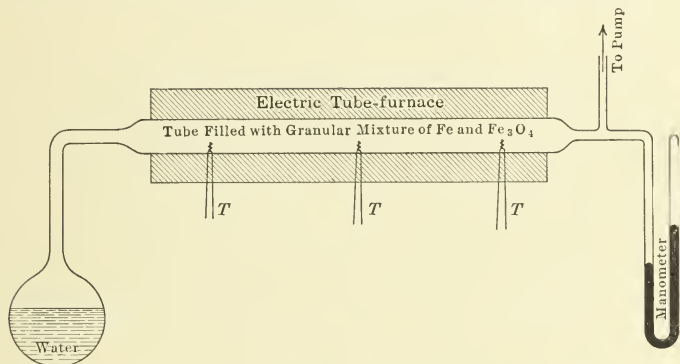 To Pump
Electric Tube-furnace
Tube Filled with Granular Mixture of Fe and Fe₃O₄
T
T
T
Manometer
Water